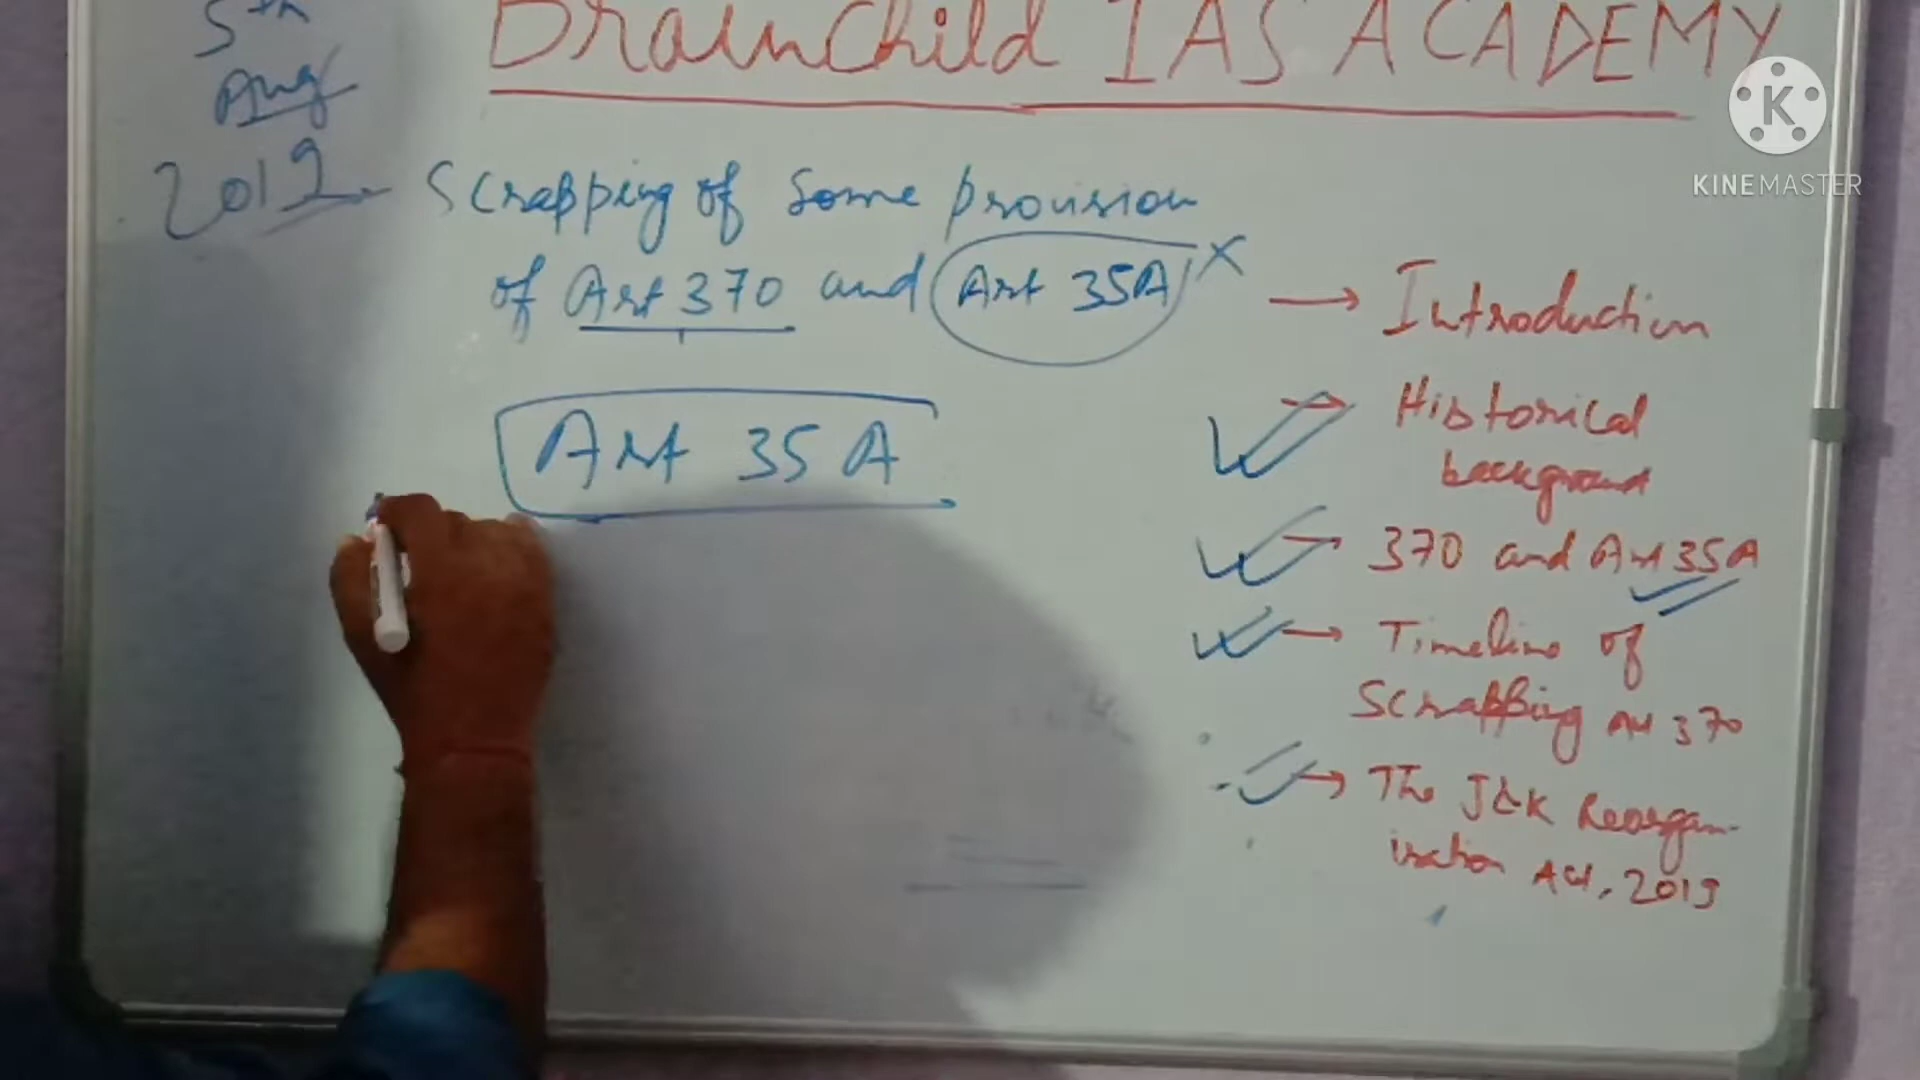 5th
Aug
2019
Brainchild IAS ACADEMY
Scrapping of Some provision
of Art 370 and Art 35A X
Art 35A
→ Introduction
→ Historical
background
→ 370 and Art 35A
→ Timeline of
Scrapping Art 370
→ The J&K Reorgan-
isation Act, 2019
K
KINEMASTER